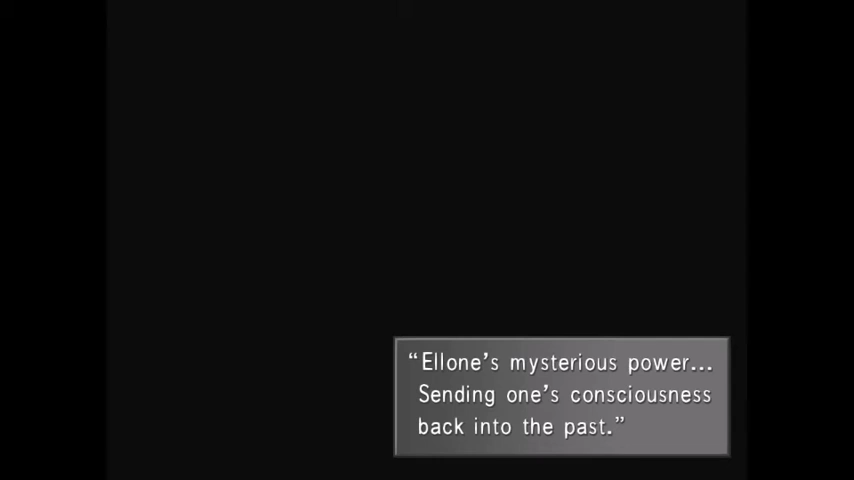 “Ellone’s mysterious power...
Sending one’s consciousness
back into the past.”